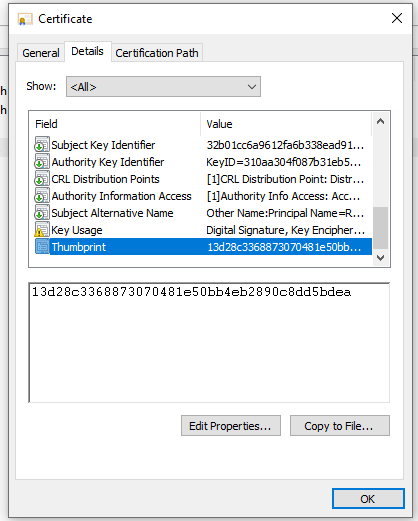 Certificate
General Details Certification Path
Show: <All>
Field Value
Subject Key Identifier 32b01cc6a9612fa6b338ead91...
Authority Key Identifier KeyID=310aa304f087b31eb5...
CRL Distribution Points [1]CRL Distribution Point: Distr...
Authority Information Access [1]Authority Info Access: Acc...
Subject Alternative Name Other Name:Principal Name=R...
Key Usage Digital Signature, Key Encipher...
Thumbprint 13d28c3368873070481e50bb...
13d28c3368873070481e50bb4eb2890c8dd5bdea
Edit Properties... Copy to File...
OK